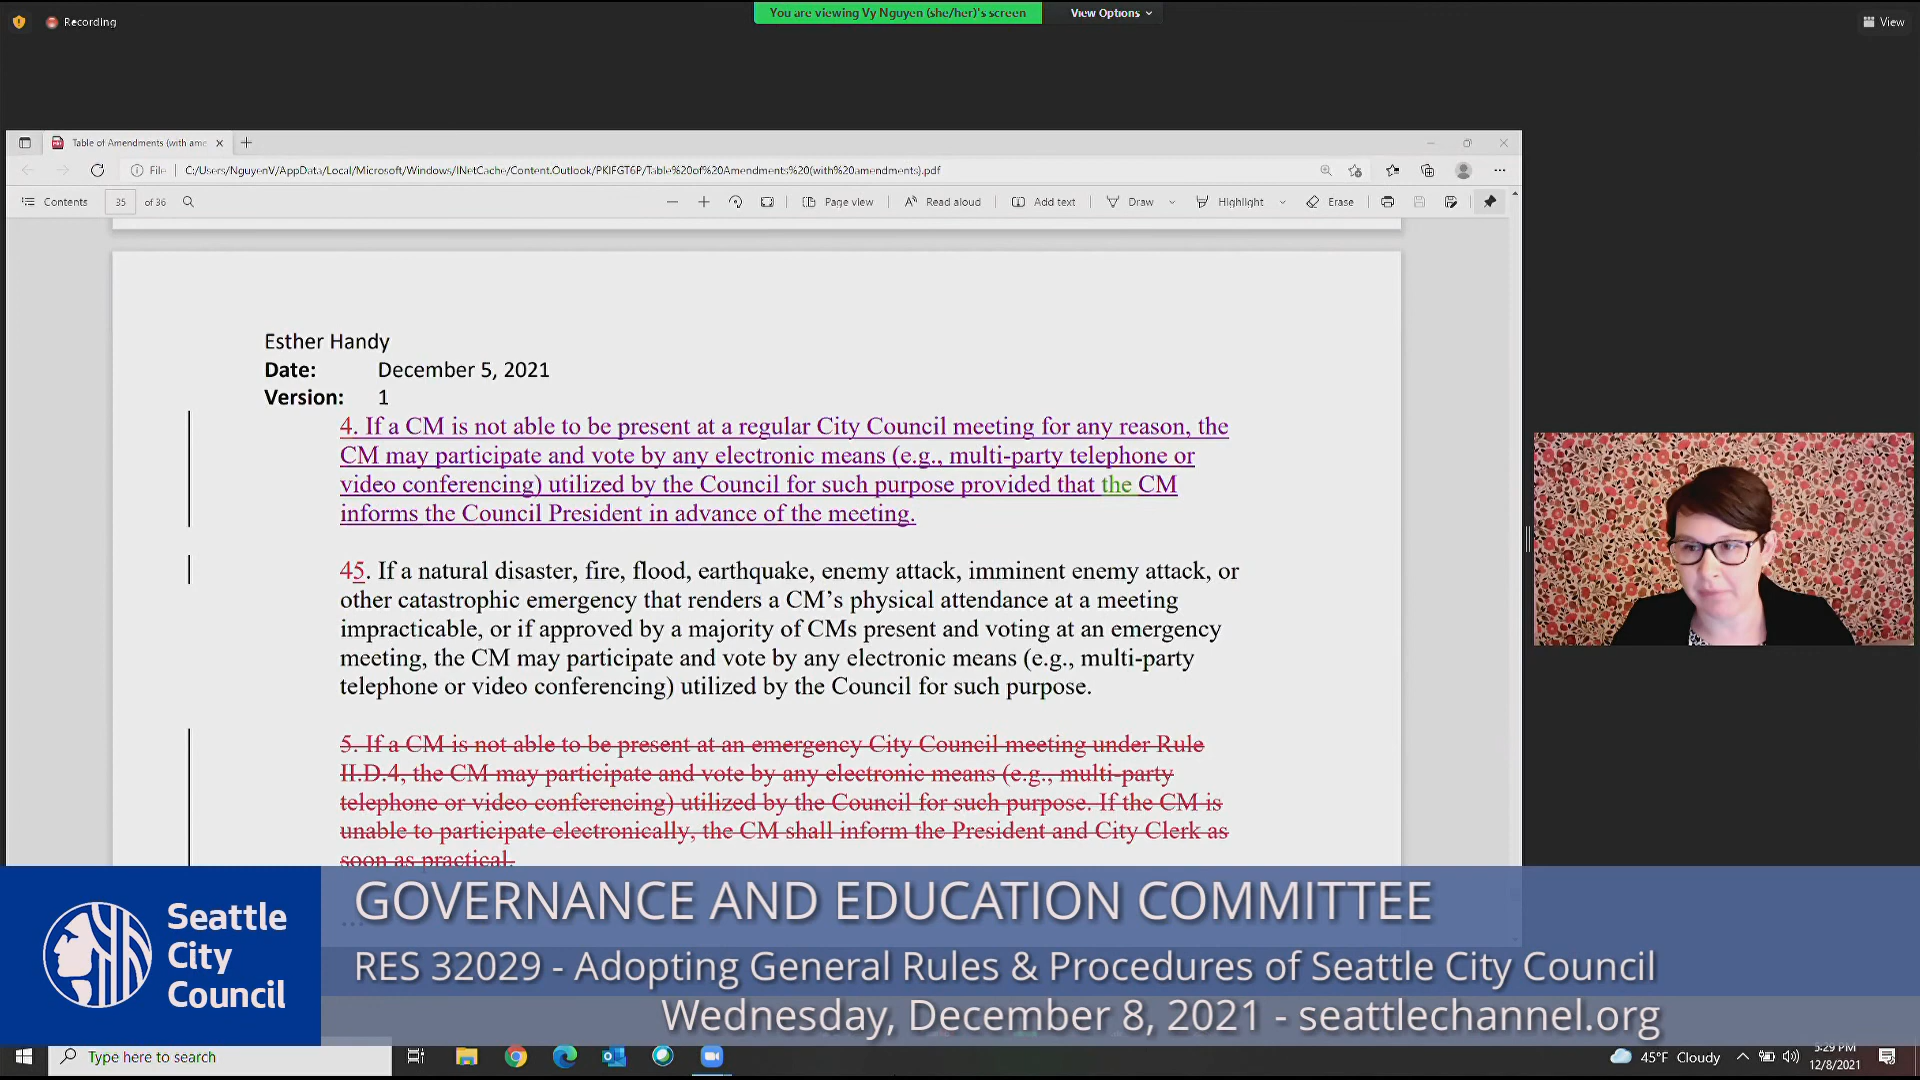 Recording
You are viewing Vy Nguyen (she/her)'s screen
View Options
View
Table of Amendments (with ame
File
C:/Users/NguyenV/AppData/Local/Microsoft/Windows/INetCache/Content.Outlook/PKIFGT6P/Table%20of%20Amendments%20(with%20amendments).pdf
Contents
35
of 36
Page view
Read aloud
Add text
Draw
Highlight
Erase
Esther Handy
Date: December 5, 2021
Version: 1
4. If a CM is not able to be present at a regular City Council meeting for any reason, the
CM may participate and vote by any electronic means (e.g., multi-party telephone or
video conferencing) utilized by the Council for such purpose provided that the CM
informs the Council President in advance of the meeting.
45. If a natural disaster, fire, flood, earthquake, enemy attack, imminent enemy attack, or
other catastrophic emergency that renders a CM’s physical attendance at a meeting
impracticable, or if approved by a majority of CMs present and voting at an emergency
meeting, the CM may participate and vote by any electronic means (e.g., multi-party
telephone or video conferencing) utilized by the Council for such purpose.
5. If a CM is not able to be present at an emergency City Council meeting under Rule
II.D.4, the CM may participate and vote by any electronic means (e.g., multi-party
telephone or video conferencing) utilized by the Council for such purpose. If the CM is
unable to participate electronically, the CM shall inform the President and City Clerk as
soon as practical.
...
Seattle
City
Council
GOVERNANCE AND EDUCATION COMMITTEE
RES 32029 - Adopting General Rules & Procedures of Seattle City Council
Wednesday, December 8, 2021 - seattlechannel.org
Type here to search
45°F Cloudy
5:29 PM
12/8/2021